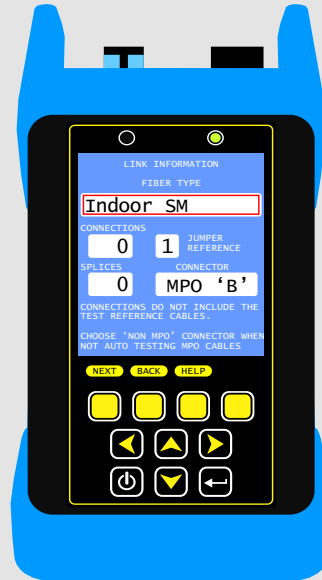 LINK INFORMATION
FIBER TYPE
Indoor SM
CONNECTIONS
0 1 JUMPER REFERENCE
SPLICES CONNECTOR
0 MPO ‘B’
CONNECTIONS DO NOT INCLUDE THE
TEST REFERENCE CABLES.
CHOOSE ‘NON MPO’ CONNECTOR WHEN
NOT AUTO TESTING MPO CABLES
NEXT BACK HELP